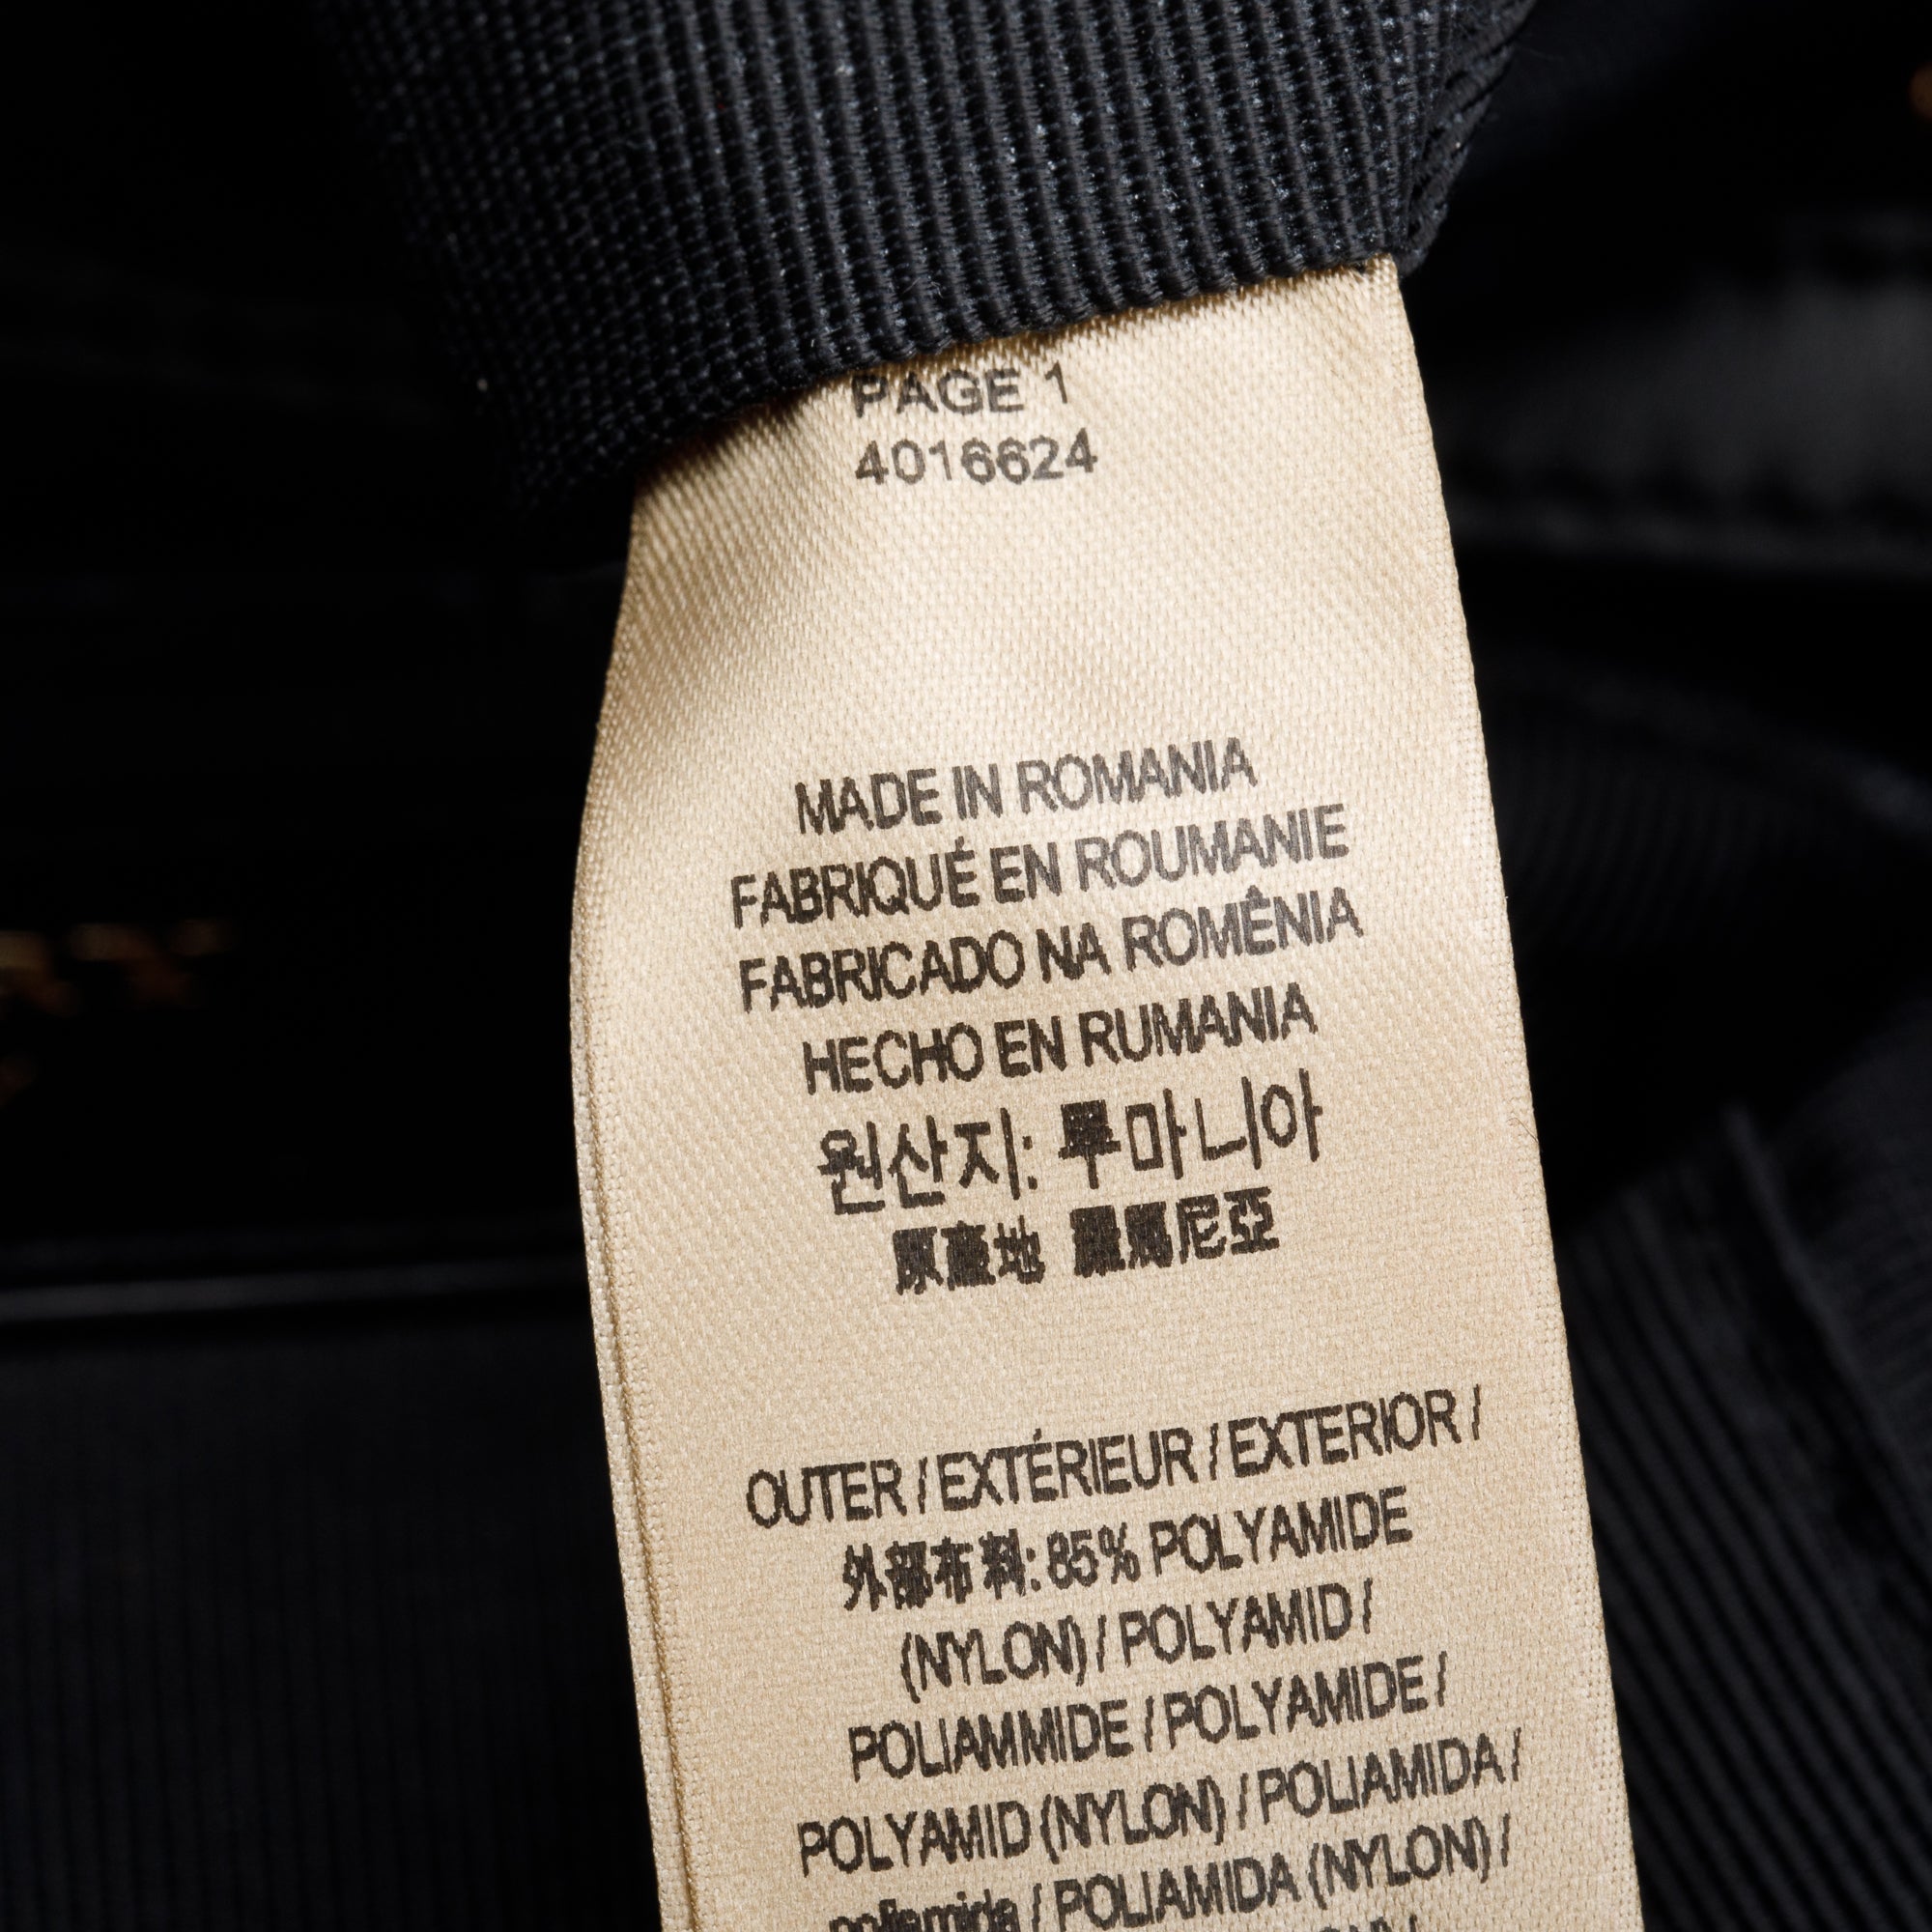 PAGE 1
4016624
MADE IN ROMANIA
FABRIQUÉ EN ROUMANIE
FABRICADO NA ROMÊNIA
HECHO EN RUMANIA
원산지: 루마니아
原產地 羅馬尼亞
OUTER / EXTÉRIEUR / EXTERIOR /
外部布料: 85% POLYAMIDE
(NYLON) / POLYAMID /
POLIAMMIDE / POLYAMIDE /
POLYAMID (NYLON) / POLIAMIDA /
poliamida / POLIAMIDA (NYLON) /